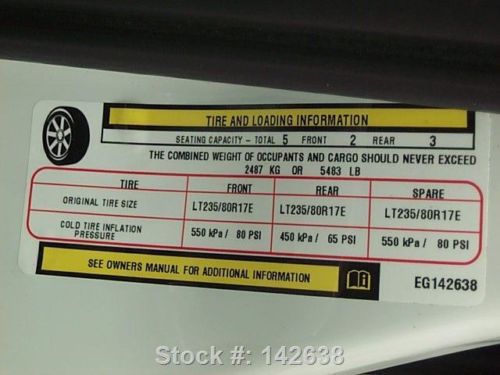 TIRE AND LOADING INFORMATION
SEATING CAPACITY - TOTAL 5 FRONT 2 REAR 3
THE COMBINED WEIGHT OF OCCUPANTS AND CARGO SHOULD NEVER EXCEED
2487 KG OR 5483 LB
TIRE FRONT REAR SPARE
ORIGINAL TIRE SIZE LT235/80R17E LT235/80R17E LT235/80R17E
COLD TIRE INFLATION
PRESSURE 550 kPa / 80 PSI 450 kPa / 65 PSI 550 kPa / 80 PSI
SEE OWNERS MANUAL FOR ADDITIONAL INFORMATION
EG142638
Stock #: 142638